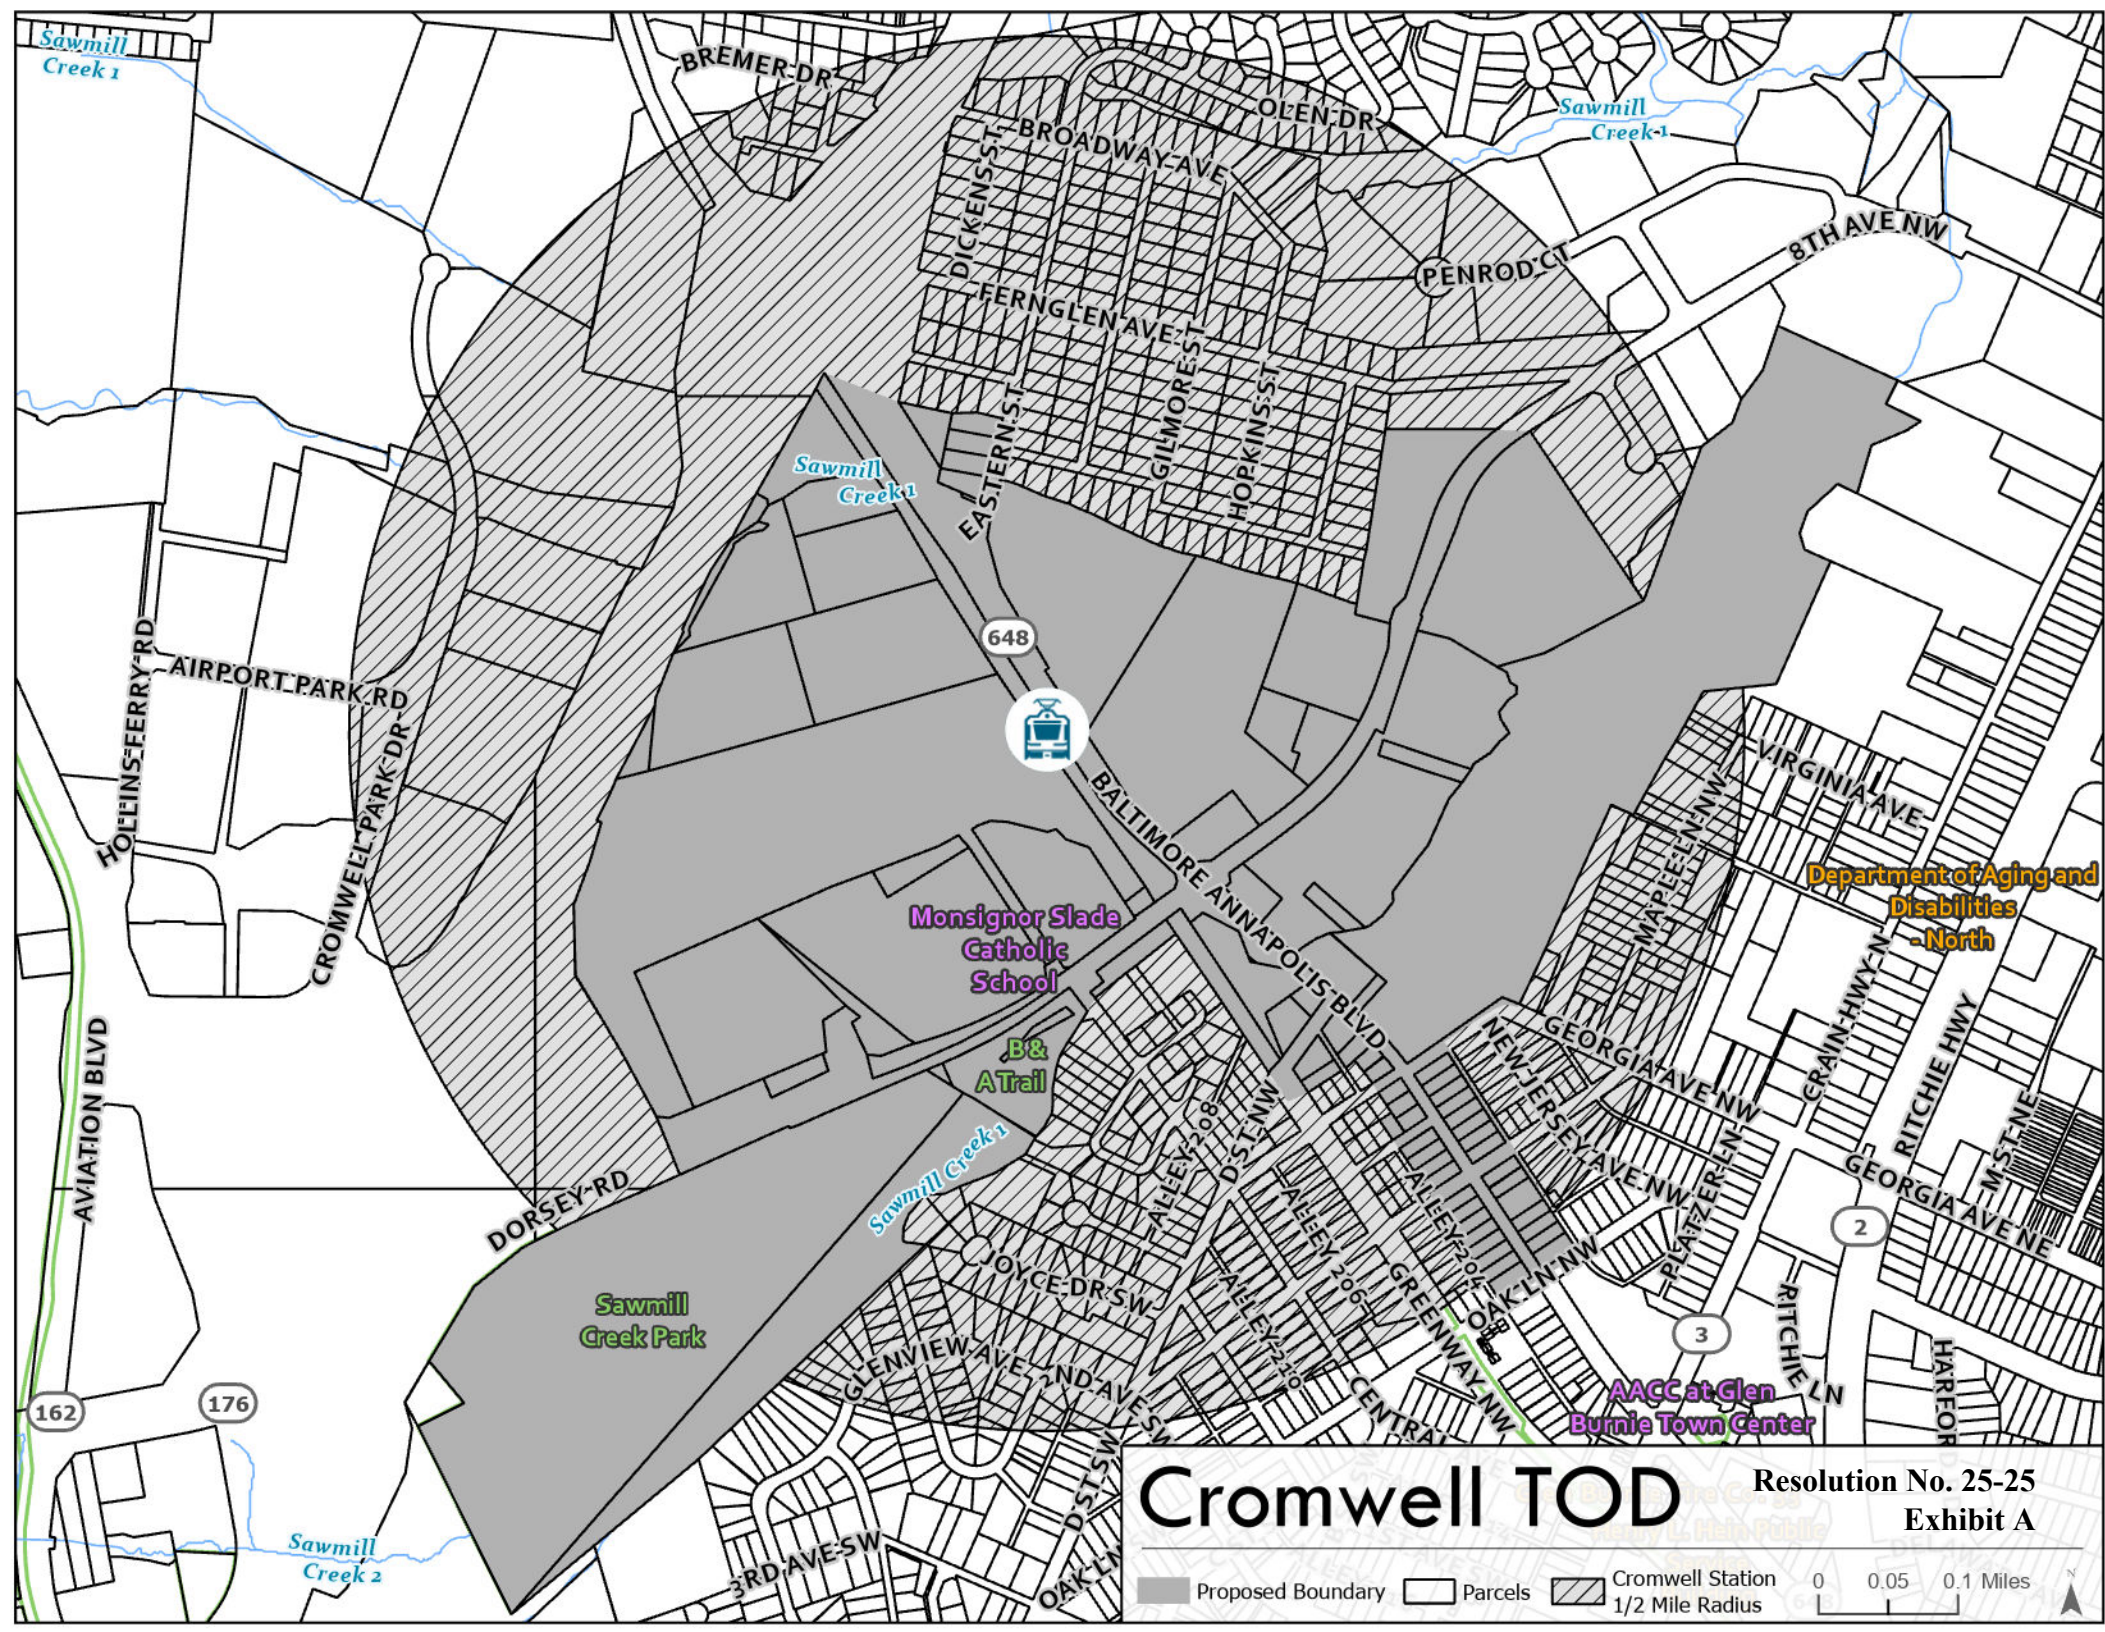 Sawmill
Creek 1
BREMER DR
OLEN DR
Sawmill
Creek 1
BROADWAY AVE
DICKENS ST
8TH AVE NW
PENROD CT
FERNGLEN AVE
GILMORE ST
HOPKINS ST
EASTERN ST
Sawmill
Creek 1
648
HOLLINS FERRY RD
AIRPORT PARK RD
CROMWELL PARK DR
BALTIMORE ANNAPOLIS BLVD
VIRGINIA AVE
MAPLE LN NW
Department of Aging and
Disabilities
- North
Monsignor Slade
Catholic
School
CRAIN HWY N
RITCHIE HWY
AVIATION BLVD
B &
A Trail
GEORGIA AVE NW
NEW JERSEY AVE NW
M ST NE
GEORGIA AVE NE
PLATZER LN
Sawmill Creek 1
ALLEY 208
D ST NW
ALLEY 206
ALLEY 204
2
DORSEY RD
JOYCE DR SW
ALLEY 210
GREENWAY NW
OAK LN NW
3
RITCHIE LN
HARFOR
Sawmill
Creek Park
GLENVIEW AVE
2ND AVE SW
CENTRAL
AACC at Glen
Burnie Town Center
162
176
D ST SW
3RD AVE SW
OAK LN
Sawmill
Creek 2
Cromwell TOD
Resolution No. 25-25
Exhibit A
Proposed Boundary
Parcels
Cromwell Station
1/2 Mile Radius
0 0.05 0.1 Miles
N